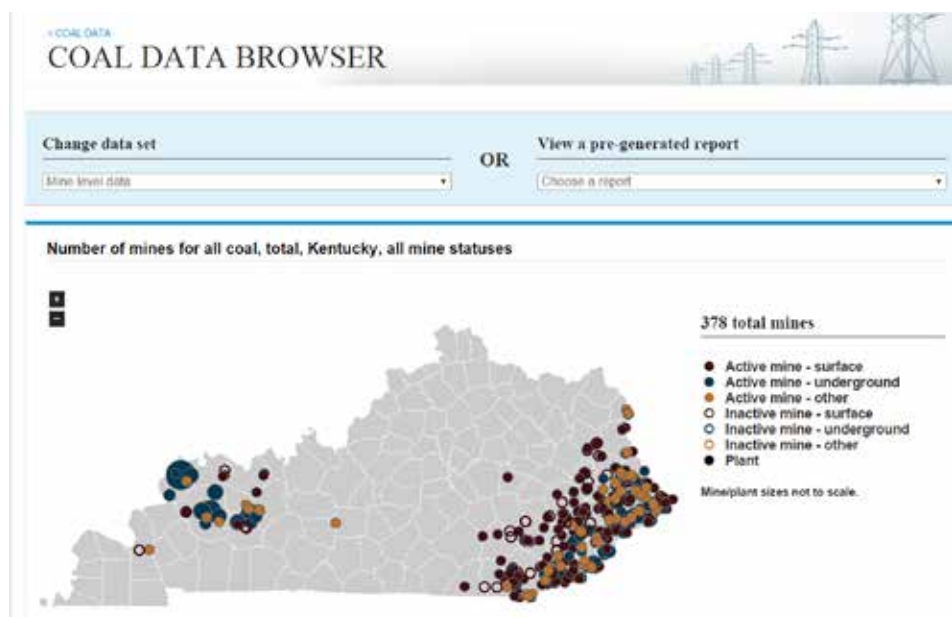 < COAL DATA
COAL DATA BROWSER
Change data set
Mine level data
OR
View a pre-generated report
Choose a report
Number of mines for all coal, total, Kentucky, all mine statuses
+
−
378 total mines
Active mine - surface
Active mine - underground
Active mine - other
Inactive mine - surface
Inactive mine - underground
Inactive mine - other
Plant
Mine/plant sizes not to scale.